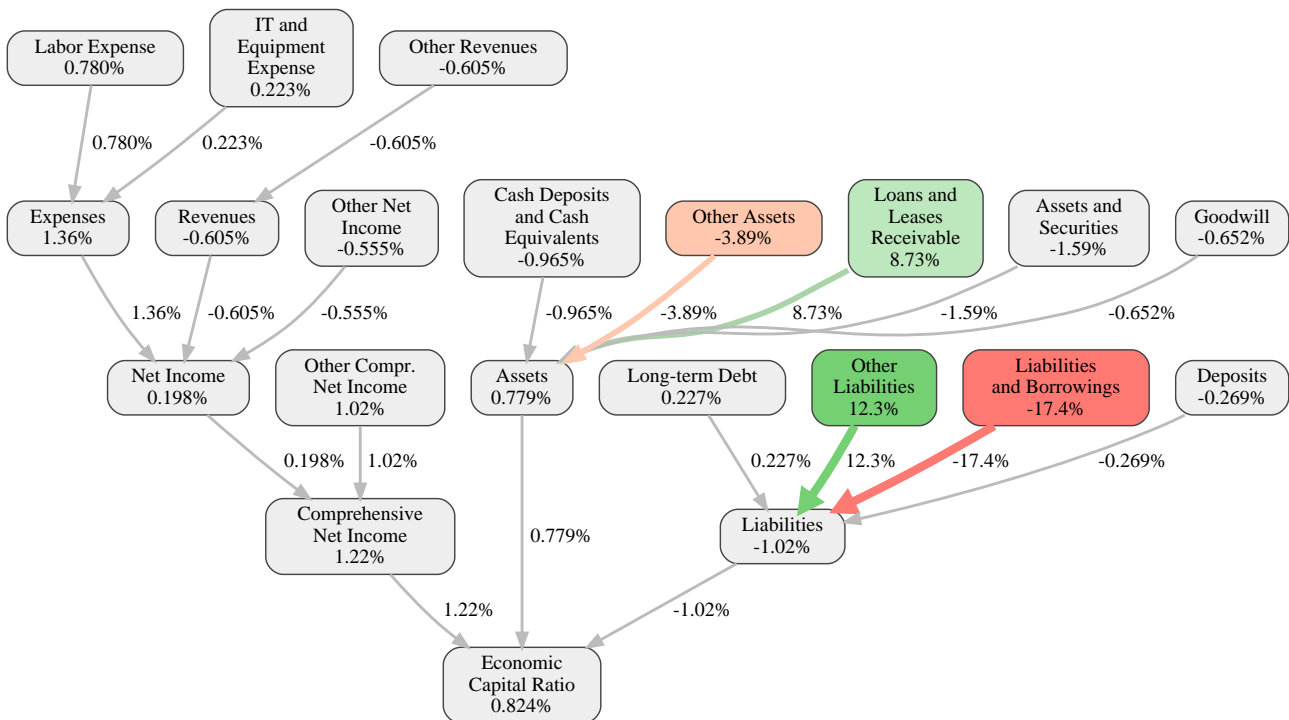 Labor Expense
0.780%
IT and
Equipment
Expense
0.223%
Other Revenues
-0.605%
0.780%
0.223%
-0.605%
Expenses
1.36%
Revenues
-0.605%
Other Net
Income
-0.555%
Cash Deposits
and Cash
Equivalents
-0.965%
Other Assets
-3.89%
Loans and
Leases
Receivable
8.73%
Assets and
Securities
-1.59%
Goodwill
-0.652%
1.36%
-0.605%
-0.555%
-0.965%
-3.89%
8.73%
-1.59%
-0.652%
Net Income
0.198%
Other Compr.
Net Income
1.02%
Assets
0.779%
Long-term Debt
0.227%
Other
Liabilities
12.3%
Liabilities
and Borrowings
-17.4%
Deposits
-0.269%
0.198%
1.02%
0.227%
12.3%
-17.4%
-0.269%
Comprehensive
Net Income
1.22%
0.779%
Liabilities
-1.02%
1.22%
-1.02%
Economic
Capital Ratio
0.824%